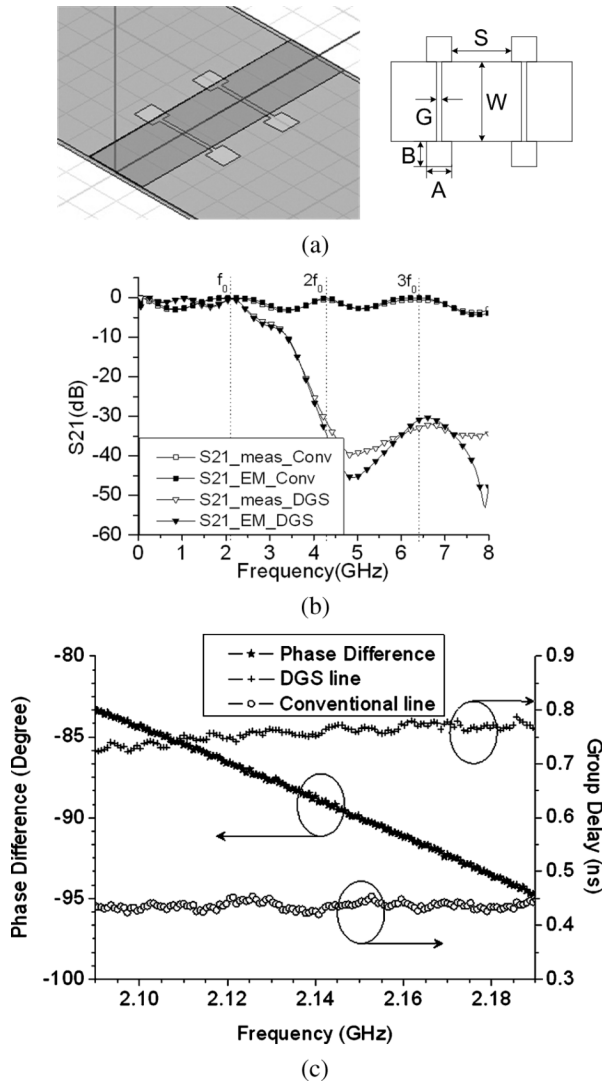 S
G
W
B
A
(a)
f0
2f0
3f0
0
-10
-20
-30
-40
-50
-60
S21(dB)
S21_meas_Conv
S21_EM_Conv
S21_meas_DGS
S21_EM_DGS
0 1 2 3 4 5 6 7 8
Frequency(GHz)
(b)
Phase Difference
DGS line
Conventional line
-80
-85
-90
-95
-100
Phase Difference (Degree)
0.9
0.8
0.7
0.6
0.5
0.4
0.3
Group Delay (ns)
2.10 2.12 2.14 2.16 2.18
Frequency (GHz)
(c)